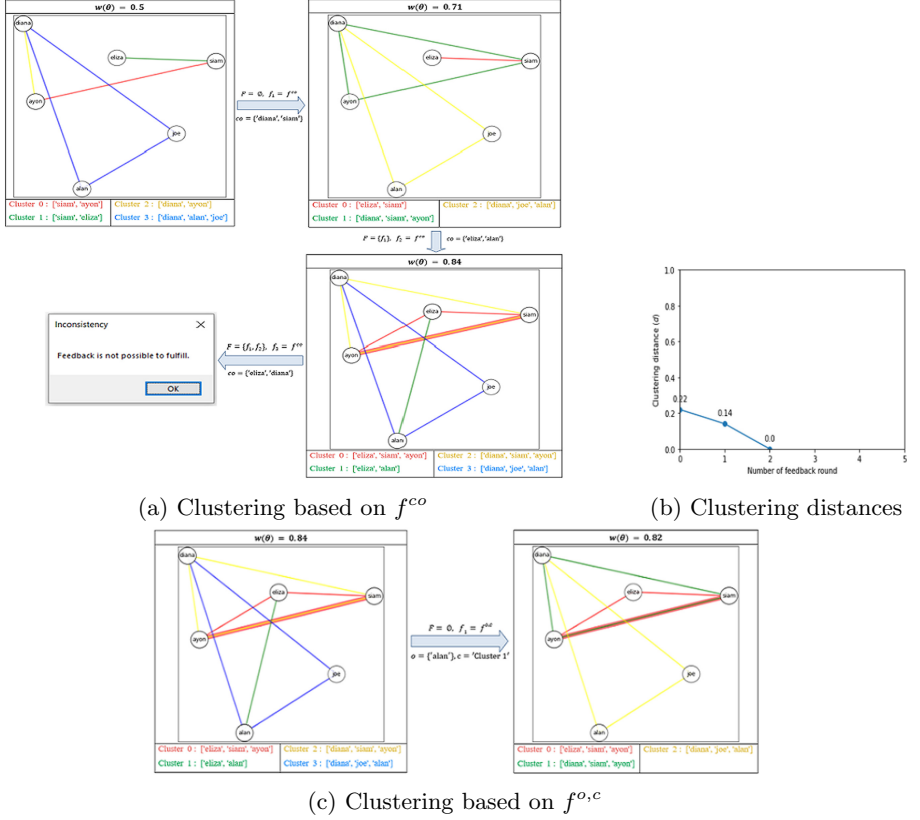 w(θ) = 0.5
diana
eliza
siam
ayon
joe
alan
Cluster 0 : ['siam', 'ayon']
Cluster 2 : ['diana', 'ayon']
Cluster 1 : ['siam', 'eliza']
Cluster 3 : ['diana', 'alan', 'joe']
F = ∅, f₁ = f^co
co = {'diana', 'siam'}
w(θ) = 0.71
diana
eliza
siam
ayon
joe
alan
Cluster 0 : ['eliza', 'siam']
Cluster 2 : ['diana', 'joe', 'alan']
Cluster 1 : ['diana', 'siam', 'ayon']
F = {f₁}, f₂ = f^co
co = {'eliza', 'alan'}
w(θ) = 0.84
diana
eliza
siam
ayon
joe
alan
Cluster 0 : ['eliza', 'siam', 'ayon']
Cluster 2 : ['diana', 'siam', 'ayon']
Cluster 1 : ['eliza', 'alan']
Cluster 3 : ['diana', 'joe', 'alan']
F = {f₁, f₂}, f₃ = f^co
co = {'eliza', 'diana'}
Inconsistency
Feedback is not possible to fulfill.
OK
(a) Clustering based on f^co
Clustering distance (d)
1.0
0.8
0.6
0.4
0.2
0.0
0.22
0.14
0.0
0 1 2 3 4 5
Number of feedback round
(b) Clustering distances
w(θ) = 0.84
diana
eliza
siam
ayon
joe
alan
Cluster 0 : ['eliza', 'siam', 'ayon']
Cluster 2 : ['diana', 'siam', 'ayon']
Cluster 1 : ['eliza', 'alan']
Cluster 3 : ['diana', 'joe', 'alan']
F = ∅, f₁ = f^o,c
o = {'alan'}, c = 'Cluster 1'
w(θ) = 0.82
diana
eliza
siam
ayon
joe
alan
Cluster 0 : ['eliza', 'siam', 'ayon']
Cluster 2 : ['diana', 'joe', 'alan']
Cluster 1 : ['diana', 'siam', 'ayon']
(c) Clustering based on f^o,c